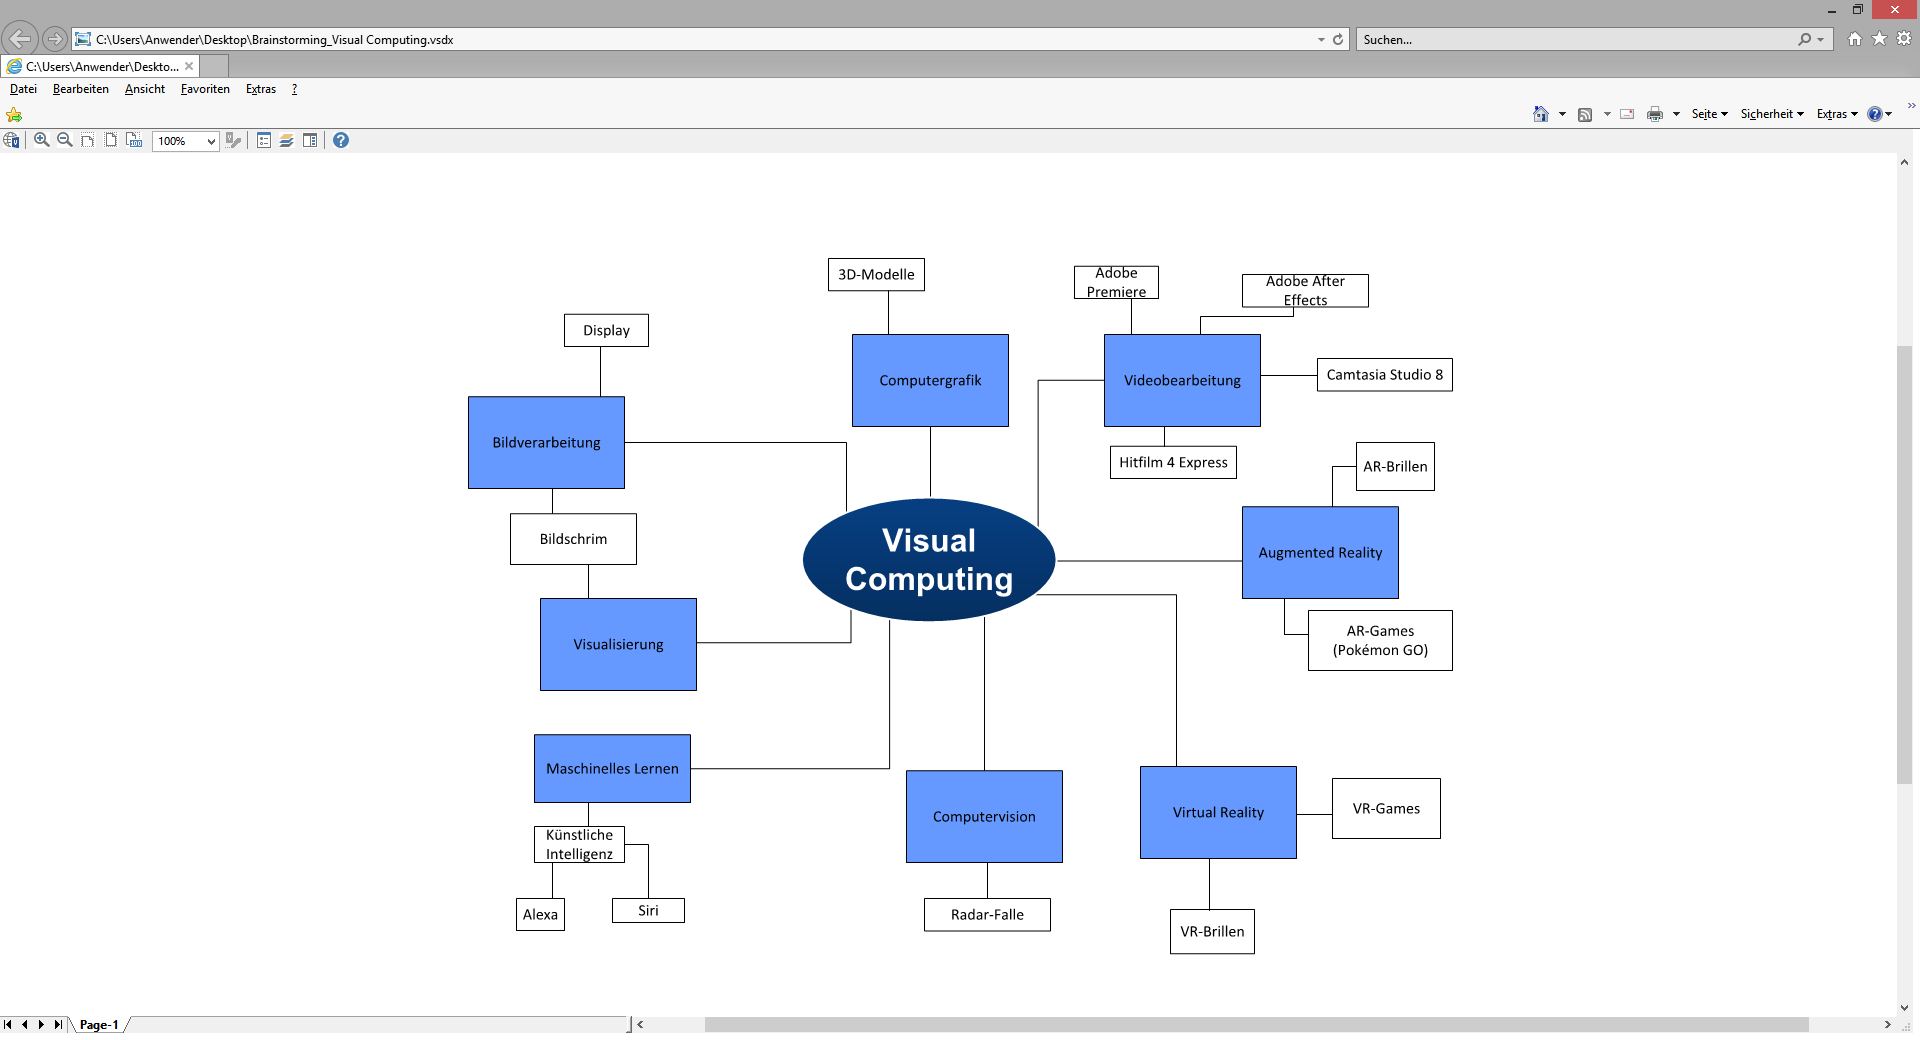 C:\Users\Anwender\Desktop\Brainstorming_Visual Computing.vsdx
Suchen...
C:\Users\Anwender\Deskto...
Datei Bearbeiten Ansicht Favoriten Extras ?
Seite Sicherheit Extras
100%
3D-Modelle
Adobe
Premiere
Adobe After
Effects
Display
Computergrafik
Videobearbeitung
Camtasia Studio 8
Bildverarbeitung
Hitfilm 4 Express
AR-Brillen
Bildschrim
Visual
Computing
Augmented Reality
Visualisierung
AR-Games
(Pokémon GO)
Maschinelles Lernen
Computervision
Virtual Reality
VR-Games
Künstliche
Intelligenz
Alexa
Siri
Radar-Falle
VR-Brillen
Page-1